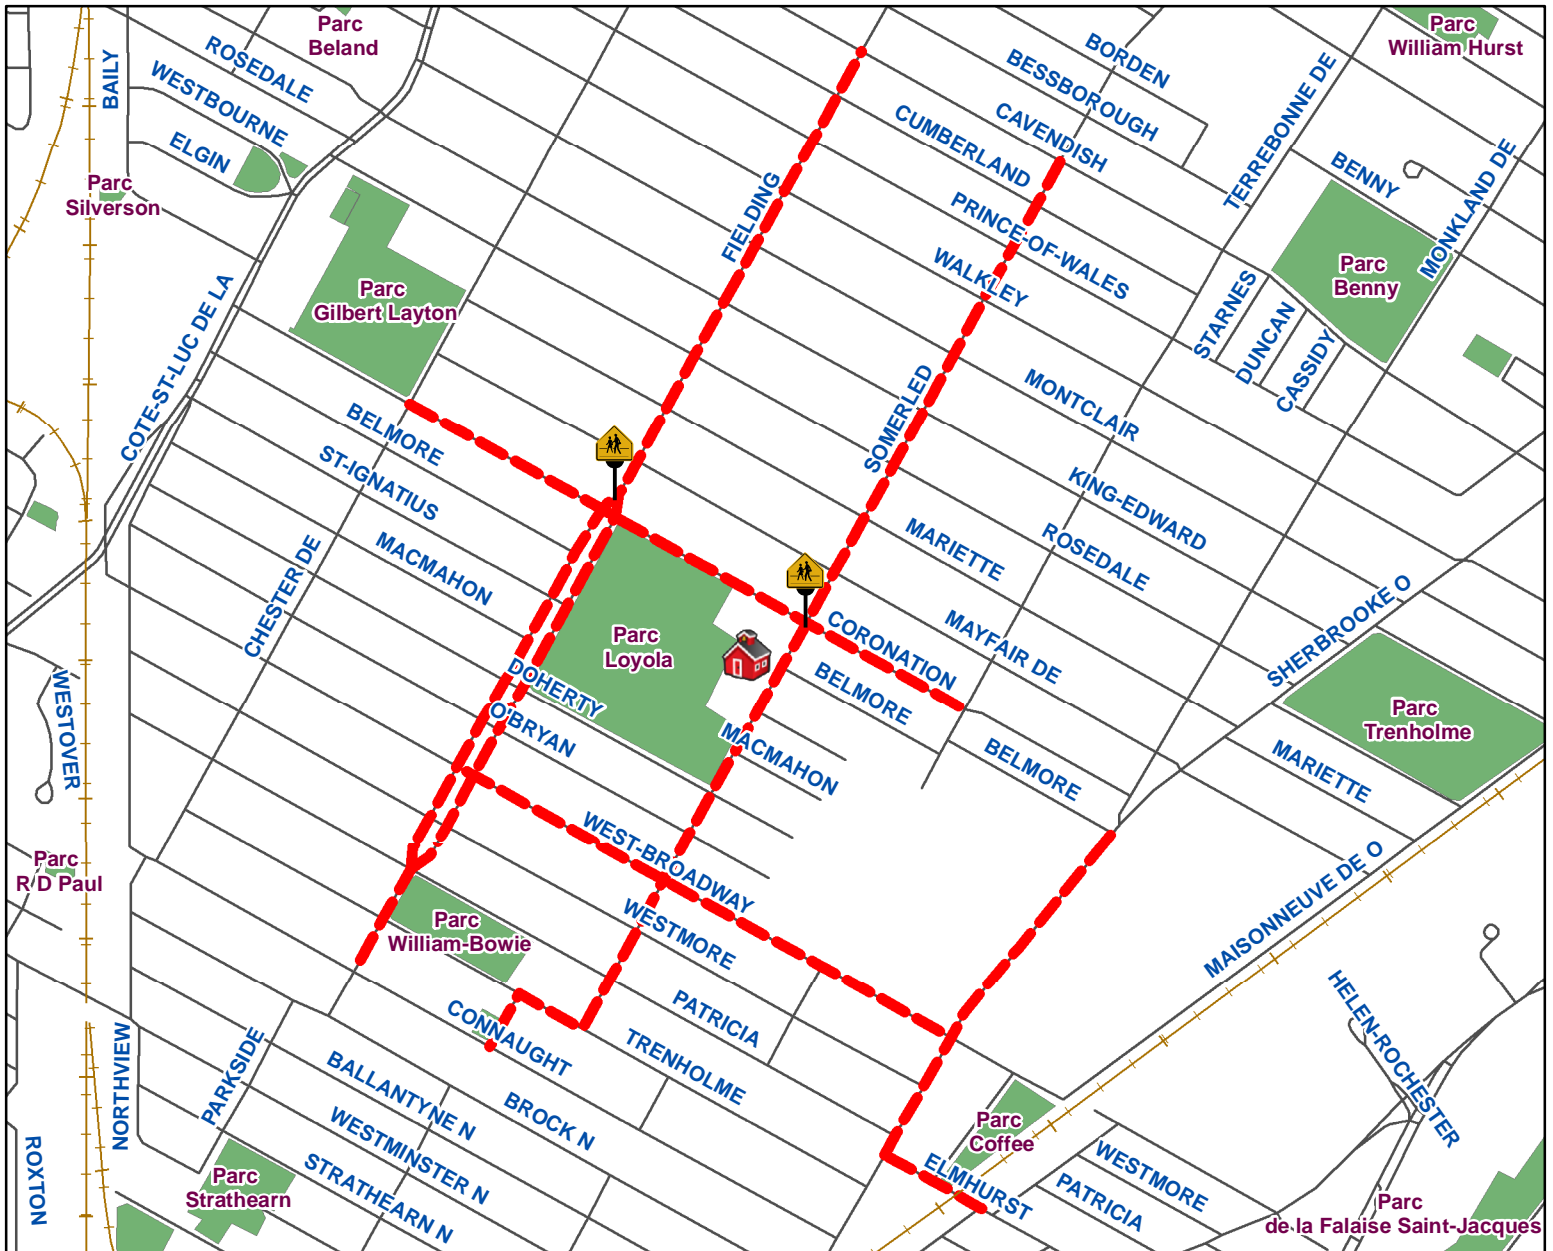 Parc
Beland
Parc
William Hurst
BORDEN
ROSEDALE
BAILY
BESSBOROUGH
WESTBOURNE
TERREBONNE DE
CAVENDISH
CUMBERLAND
ELGIN
BENNY
MONKLAND DE
Parc
Silverson
FIELDING
PRINCE-OF-WALES
WALKLEY
Parc
Benny
Parc
Gilbert Layton
STARNES
DUNCAN
CASSIDY
COTE-ST-LUC DE LA
SOMERLED
MONTCLAIR
BELMORE
ST-IGNATIUS
KING-EDWARD
MARIETTE
ROSEDALE
MACMAHON
CHESTER DE
SHERBROOKE O
Parc
Loyola
CORONATION
MAYFAIR DE
DOHERTY
BELMORE
WESTOVER
O'BRYAN
Parc
Trenholme
MACMAHON
BELMORE
MARIETTE
WEST-BROADWAY
Parc
R D Paul
MAISONNEUVE DE O
WESTMORE
Parc
William-Bowie
PATRICIA
CONNAUGHT
TRENHOLME
HELEN-ROCHESTER
NORTHVIEW
PARKSIDE
BALLANTYNE N
BROCK N
Parc
Coffee
WESTMINSTER N
ROXTON
Parc
Strathearn
STRATHEARN N
ELMHURST
WESTMORE
PATRICIA
Parc
de la Falaise Saint-Jacques